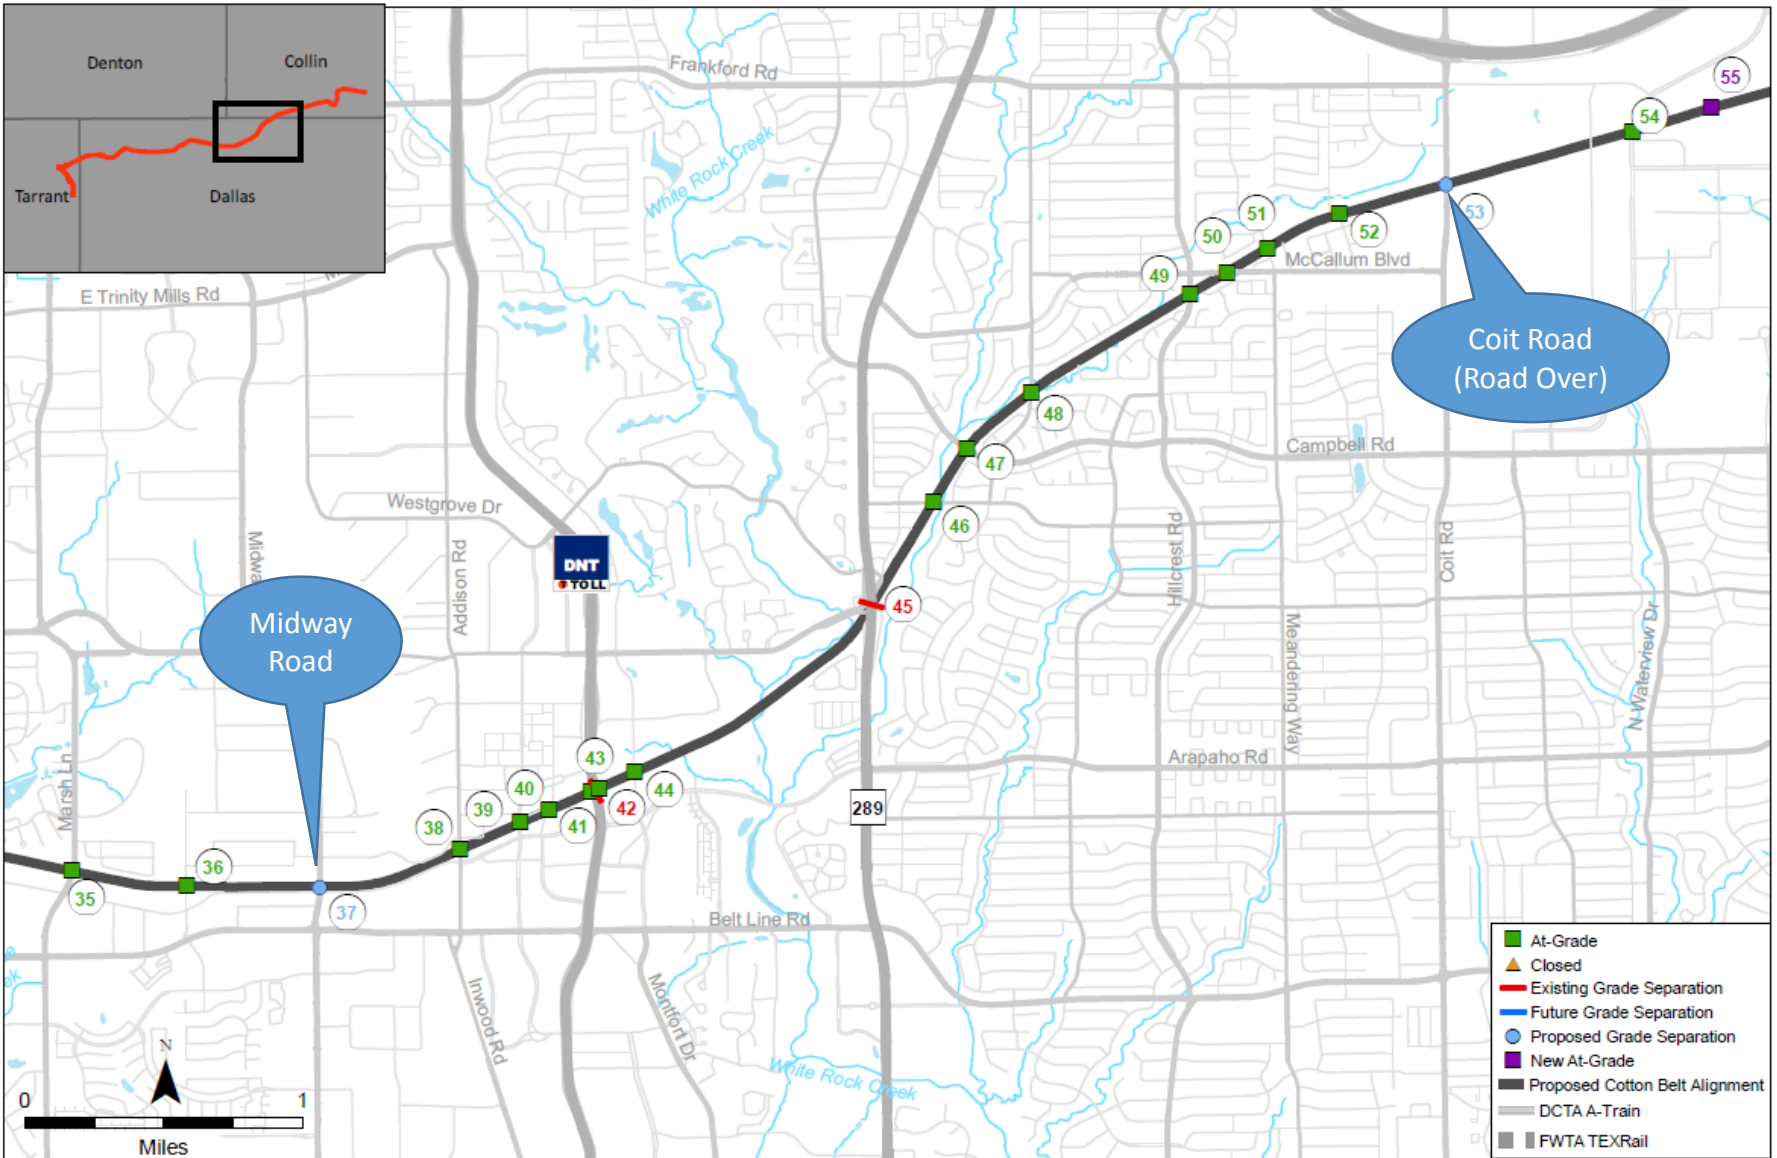 Denton
Collin
Tarrant
Dallas
Frankford Rd
White Rock Creek
55
54
53
51
50
52
McCallum Blvd
49
E Trinity Mills Rd
Coit Road
(Road Over)
48
Campbell Rd
47
Westgrove Dr
46
DNT
TOLL
Addison Rd
Hillcrest Rd
Coit Rd
Midway
Road
45
Meandering Way
N Waterview Dr
Marsh Ln
43
44
40
42
39
41
38
Arapaho Rd
289
36
35
37
Belt Line Rd
Inwood Rd
Montfort Dr
White Rock Creek
N
0
1
Miles
At-Grade
Closed
Existing Grade Separation
Future Grade Separation
Proposed Grade Separation
New At-Grade
Proposed Cotton Belt Alignment
DCTA A-Train
FWTA TEXRail